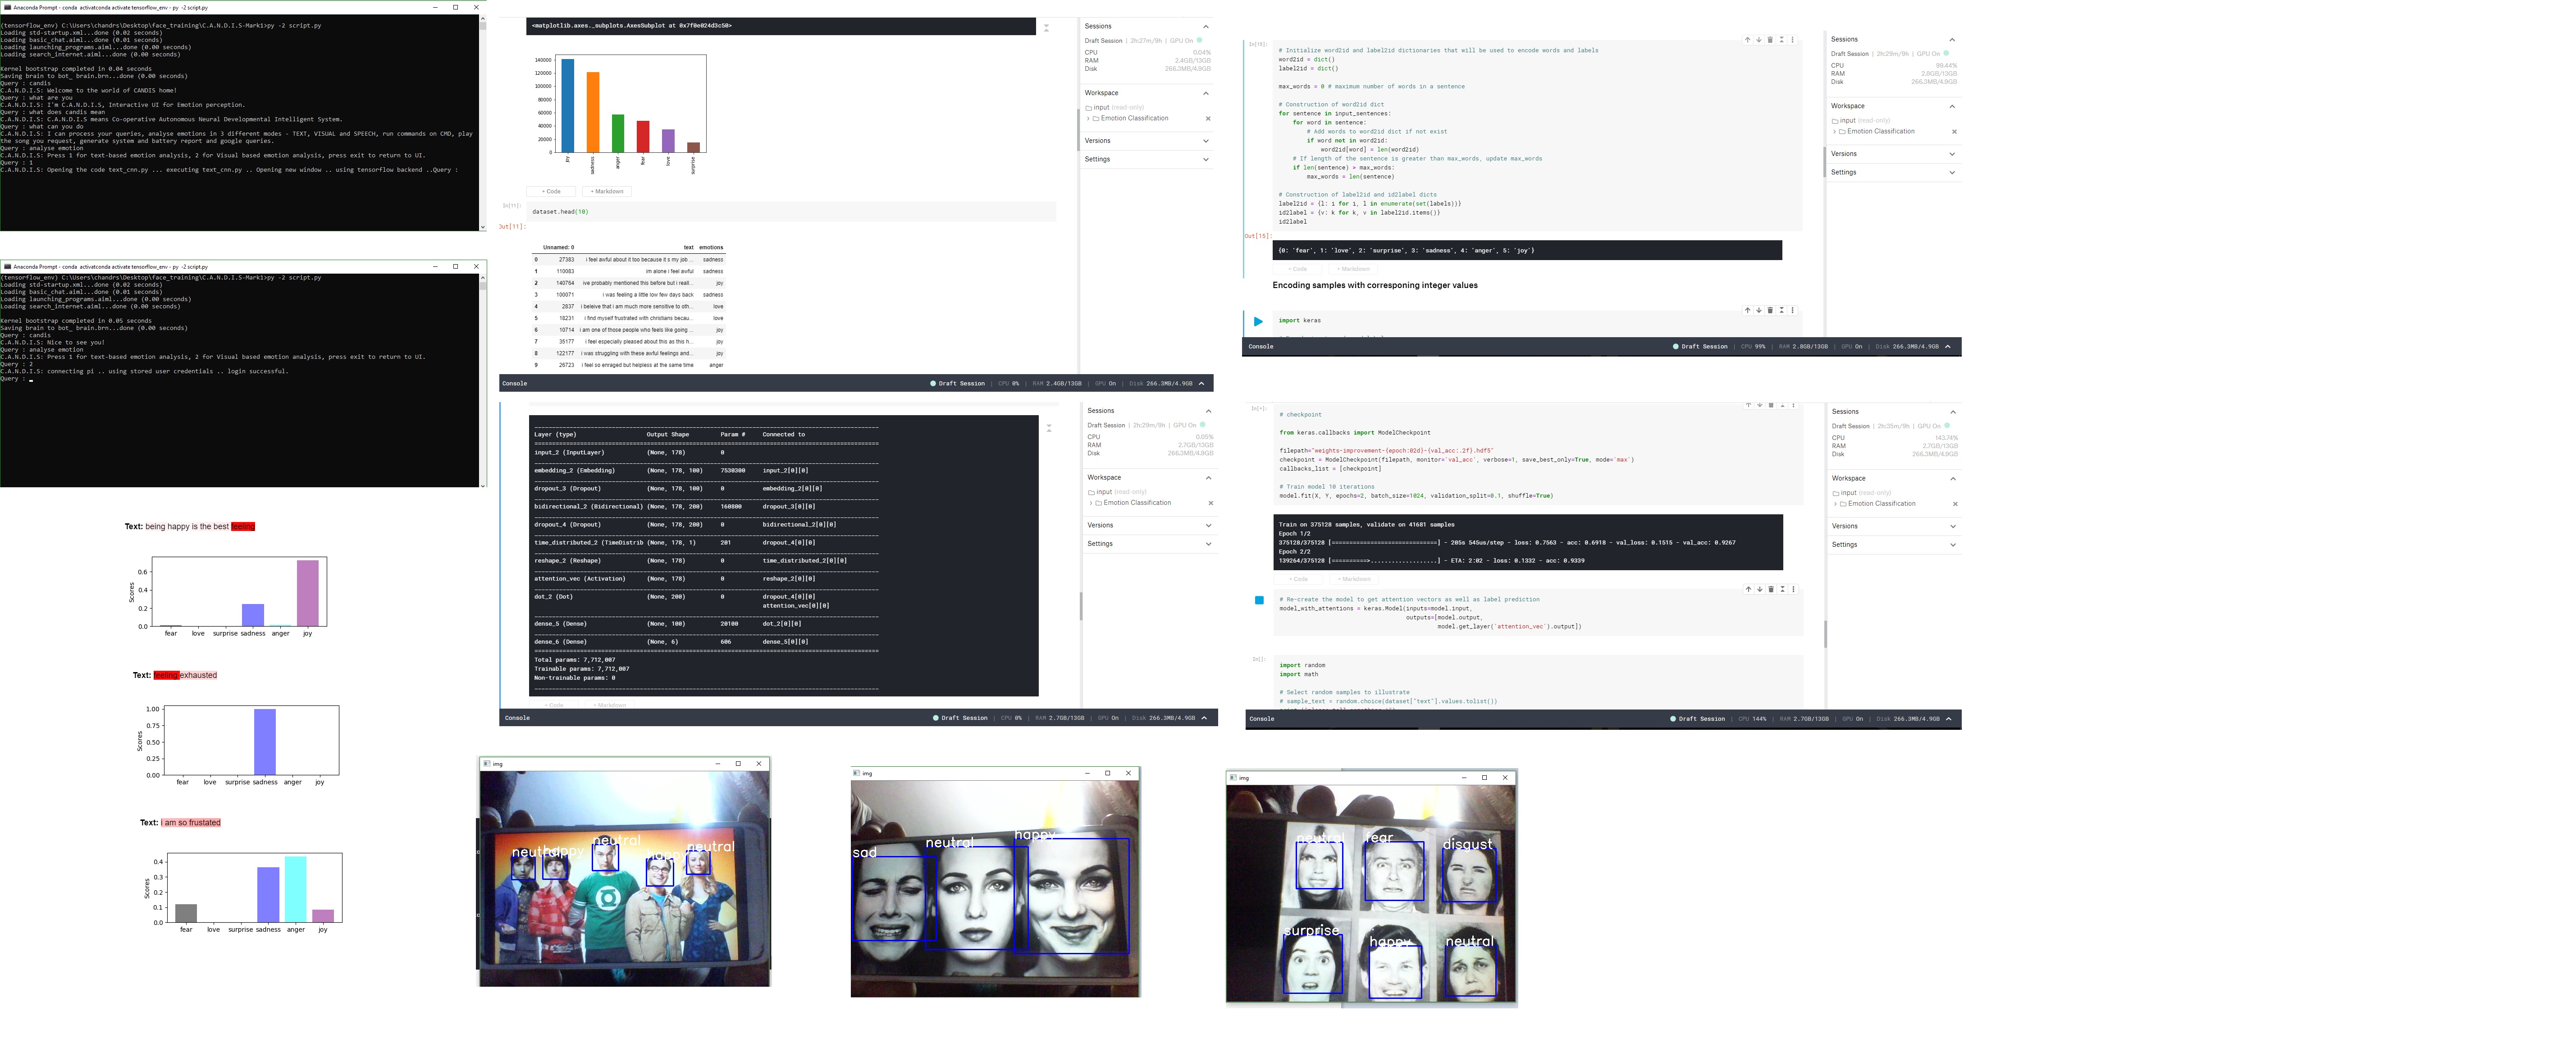 Anaconda Prompt - conda activatconda activate tensorflow_env - py -2 script.py
(tensorflow_env) C:\Users\chandrs\Desktop\face_training\C.A.N.D.I.S-Mark1>py -2 script.py
Loading std-startup.xml...done (0.02 seconds)
Loading basic_chat.aiml...done (0.01 seconds)
Loading launching_programs.aiml...done (0.00 seconds)
Loading search_internet.aiml...done (0.00 seconds)
Kernel bootstrap completed in 0.04 seconds
Saving brain to bot_ brain.brn...done (0.00 seconds)
Query : candis
C.A.N.D.I.S: Welcome to the world of CANDIS home!
Query : what are you
C.A.N.D.I.S: I'm C.A.N.D.I.S, Interactive UI for Emotion perception.
Query : what does candis mean
C.A.N.D.I.S: C.A.N.D.I.S means Co-operative Autonomous Neural Developmental Intelligent System.
Query : what can you do
C.A.N.D.I.S: I can process your queries, analyse emotions in 3 different modes - TEXT, VISUAL and SPEECH, run commands on CMD, play
the song you request, generate system and battery report and google queries.
Query : analyse emotion
C.A.N.D.I.S: Press 1 for text-based emotion analysis, 2 for Visual based emotion analysis, press exit to return to UI.
Query : 1
C.A.N.D.I.S: Opening the code text_cnn.py ... executing text_cnn.py .. Opening new window .. using tensorflow backend ..Query :
Anaconda Prompt - conda activatconda activate tensorflow_env - py -2 script.py
(tensorflow_env) C:\Users\chandrs\Desktop\face_training\C.A.N.D.I.S-Mark1>py -2 script.py
Loading std-startup.xml...done (0.02 seconds)
Loading basic_chat.aiml...done (0.01 seconds)
Loading launching_programs.aiml...done (0.00 seconds)
Loading search_internet.aiml...done (0.00 seconds)
Kernel bootstrap completed in 0.05 seconds
Saving brain to bot_ brain.brn...done (0.00 seconds)
Query : candis
C.A.N.D.I.S: Nice to see you!
Query : analyse emotion
C.A.N.D.I.S: Press 1 for text-based emotion analysis, 2 for Visual based emotion analysis, press exit to return to UI.
Query : 2
C.A.N.D.I.S: connecting pi .. using stored user credentials .. login successful.
Query :
Text: being happy is the best feeling
Scores
0.6
0.4
0.2
0.0
fear love surprise sadness anger joy
Text: feeling exhausted
Scores
1.00
0.75
0.50
0.25
0.00
fear love surprise sadness anger joy
Text: i am so frustated
Scores
0.4
0.3
0.2
0.1
0.0
fear love surprise sadness anger joy
<matplotlib.axes._subplots.AxesSubplot at 0x7f0e024d3c50>
140000
120000
100000
80000
60000
40000
20000
0
joy sadness anger fear love surprise
+ Code + Markdown
In[11]: dataset.head(10)
Out[11]:
Unnamed: 0 text emotions
0 27383 i feel awful about it too because it s my job ... sadness
1 110083 im alone i feel awful sadness
2 140764 ive probably mentioned this before but i reall... joy
3 100071 i was feeling a little low few days back sadness
4 2837 i beleive that i am much more sensitive to oth... love
5 18231 i find myself frustrated with christians becau... love
6 10714 i am one of those people who feels like going ... joy
7 35177 i feel especially pleased about this as this h... joy
8 122177 i was struggling with these awful feelings and... joy
9 26723 i feel so enraged but helpless at the same time anger
Console Draft Session | CPU 0% | RAM 2.4GB/13GB | GPU On | Disk 266.3MB/4.9GB
Sessions
Draft Session | 2h:27m/9h | GPU On
CPU 0.04%
RAM 2.4GB/13GB
Disk 266.3MB/4.9GB
Workspace
input (read-only)
Emotion Classification
Versions
Settings
In[15]:
# Initialize word2id and label2id dictionaries that will be used to encode words and labels
word2id = dict()
label2id = dict()
max_words = 0 # maximum number of words in a sentence
# Construction of word2id dict
for sentence in input_sentences:
for word in sentence:
# Add words to word2id dict if not exist
if word not in word2id:
word2id[word] = len(word2id)
# If length of the sentence is greater than max_words, update max_words
if len(sentence) > max_words:
max_words = len(sentence)
# Construction of label2id and id2label dicts
label2id = {l: i for i, l in enumerate(set(labels))}
id2label = {v: k for k, v in label2id.items()}
id2label
Out[15]:
{0: 'fear', 1: 'love', 2: 'surprise', 3: 'sadness', 4: 'anger', 5: 'joy'}
+ Code + Markdown
Encoding samples with corresponing integer values
import keras
Console Draft Session | CPU 99% | RAM 2.8GB/13GB | GPU On | Disk 266.3MB/4.9GB
Sessions
Draft Session | 2h:29m/9h | GPU On
CPU 99.44%
RAM 2.8GB/13GB
Disk 266.3MB/4.9GB
Workspace
input (read-only)
Emotion Classification
Versions
Settings
Layer (type) Output Shape Param # Connected to
input_2 (InputLayer) (None, 178) 0
embedding_2 (Embedding) (None, 178, 100) 7530300 input_2[0][0]
dropout_3 (Dropout) (None, 178, 100) 0 embedding_2[0][0]
bidirectional_2 (Bidirectional) (None, 178, 200) 160800 dropout_3[0][0]
dropout_4 (Dropout) (None, 178, 200) 0 bidirectional_2[0][0]
time_distributed_2 (TimeDistrib (None, 178, 1) 201 dropout_4[0][0]
reshape_2 (Reshape) (None, 178) 0 time_distributed_2[0][0]
attention_vec (Activation) (None, 178) 0 reshape_2[0][0]
dot_2 (Dot) (None, 200) 0 dropout_4[0][0]
attention_vec[0][0]
dense_5 (Dense) (None, 100) 20100 dot_2[0][0]
dense_6 (Dense) (None, 6) 606 dense_5[0][0]
Total params: 7,712,007
Trainable params: 7,712,007
Non-trainable params: 0
+ Code + Markdown
Console Draft Session | CPU 0% | RAM 2.7GB/13GB | GPU On | Disk 266.3MB/4.9GB
Sessions
Draft Session | 2h:29m/9h | GPU On
CPU 0.05%
RAM 2.7GB/13GB
Disk 266.3MB/4.9GB
Workspace
input (read-only)
Emotion Classification
Versions
Settings
In[*]:
# checkpoint
from keras.callbacks import ModelCheckpoint
filepath="weights-improvement-{epoch:02d}-{val_acc:.2f}.hdf5"
checkpoint = ModelCheckpoint(filepath, monitor='val_acc', verbose=1, save_best_only=True, mode='max')
callbacks_list = [checkpoint]
# Train model 10 iterations
model.fit(X, Y, epochs=2, batch_size=1024, validation_split=0.1, shuffle=True)
Train on 375128 samples, validate on 41681 samples
Epoch 1/2
375128/375128 [==============================] - 205s 545us/step - loss: 0.7563 - acc: 0.6918 - val_loss: 0.1515 - val_acc: 0.9267
Epoch 2/2
139264/375128 [==========>...................] - ETA: 2:02 - loss: 0.1332 - acc: 0.9339
+ Code + Markdown
# Re-create the model to get attention vectors as well as label prediction
model_with_attentions = keras.Model(inputs=model.input,
outputs=[model.output,
model.get_layer('attention_vec').output])
In[]:
import random
import math
# Select random samples to illustrate
# sample_text = random.choice(dataset["text"].values.tolist())
Console Draft Session | CPU 144% | RAM 2.7GB/13GB | GPU On | Disk 266.3MB/4.9GB
Sessions
Draft Session | 2h:35m/9h | GPU On
CPU 143.74%
RAM 2.7GB/13GB
Disk 266.3MB/4.9GB
Workspace
input (read-only)
Emotion Classification
Versions
Settings
img
neutral happy neutral happy neutral
img
sad neutral happy
img
neutral fear disgust
surprise happy neutral